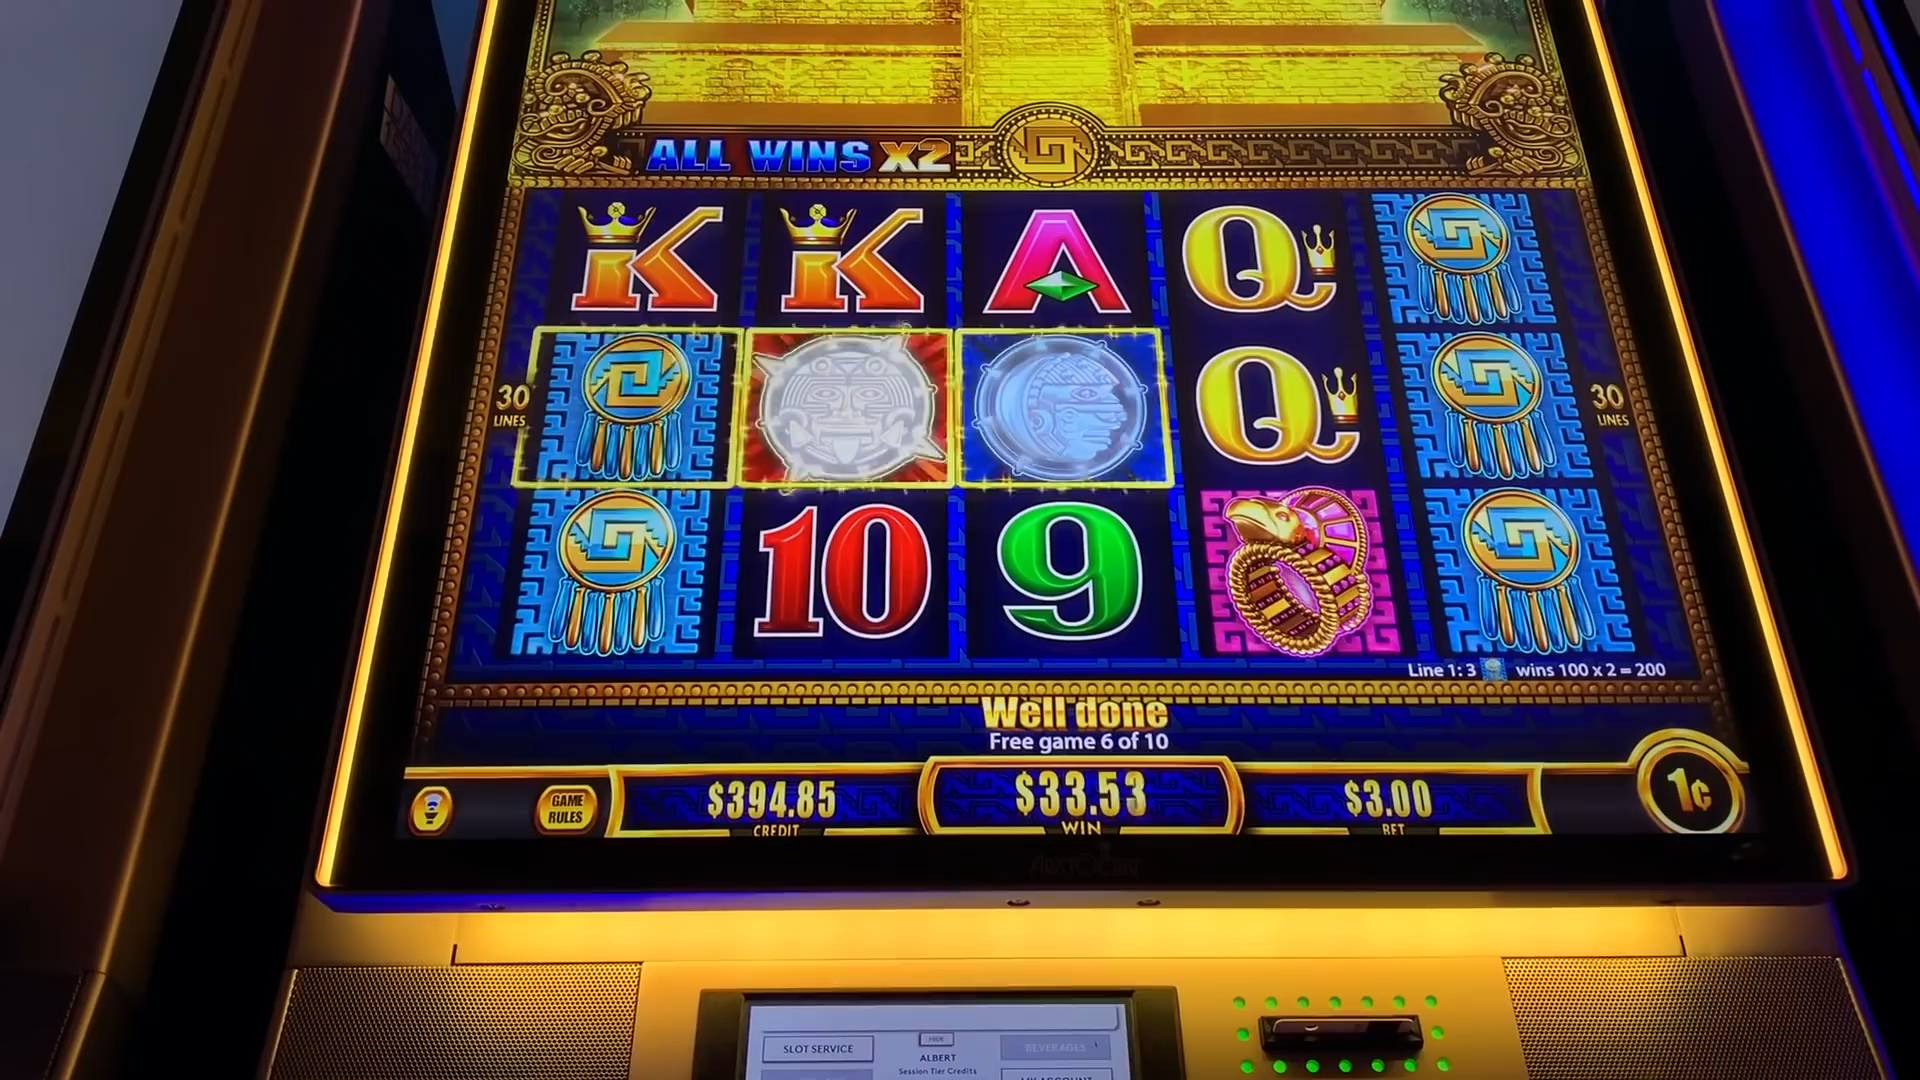 ALL WINS X2
K K A Q
30 LINES
Q
30 LINES
10 9
Line 1: 3 wins 100 x 2 = 200
Well done
Free game 6 of 10
GAME RULES
$394.85
CREDIT
$33.53
WIN
$3.00
BET
1¢
HIDE
SLOT SERVICE
BEVERAGES
ALBERT
Session Tier Credits